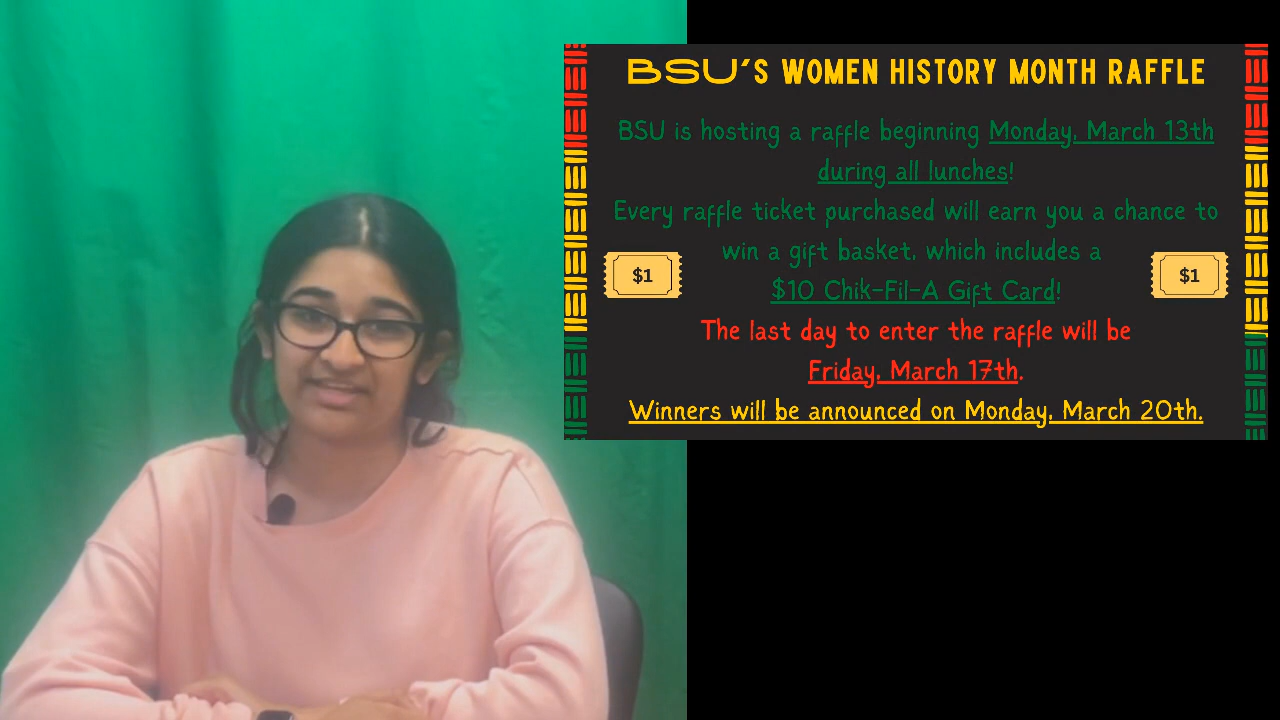 BSU'S WOMEN HISTORY MONTH RAFFLE
BSU is hosting a raffle beginning Monday, March 13th
during all lunches!
Every raffle ticket purchased will earn you a chance to
win a gift basket, which includes a
$1
$1
$10 Chik-Fil-A Gift Card!
The last day to enter the raffle will be
Friday, March 17th.
Winners will be announced on Monday, March 20th.